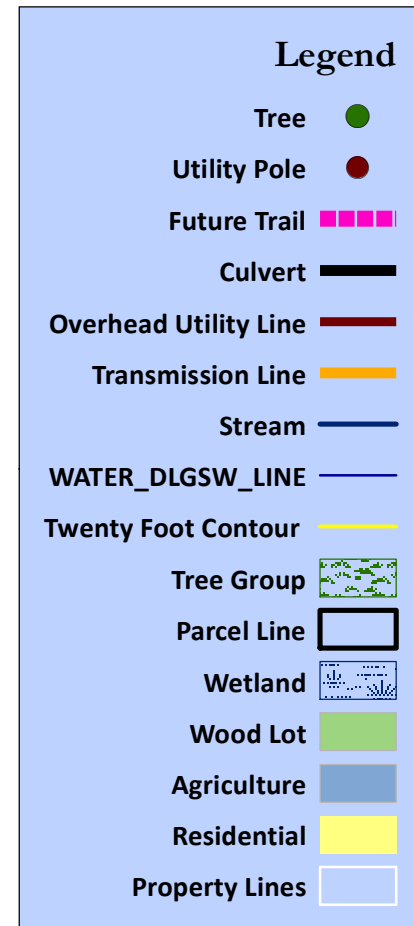 Legend
Tree
Utility Pole
Future Trail
Culvert
Overhead Utility Line
Transmission Line
Stream
WATER_DLGSW_LINE
Twenty Foot Contour
Tree Group
Parcel Line
Wetland
Wood Lot
Agriculture
Residential
Property Lines